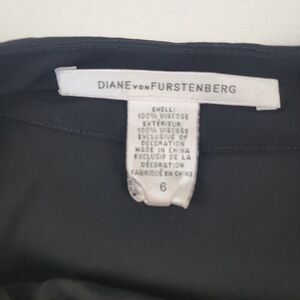 DIANE VON FURSTENBERG
SHELL:
100% VISCOSE
EXTÉRIEUR:
100% VISCOSE
EXCLUSIVE OF
DECORATION
MADE IN CHINA
EXCLUSIF DE LA
DÉCORATION
FABRIQUÉ EN CHINE
6